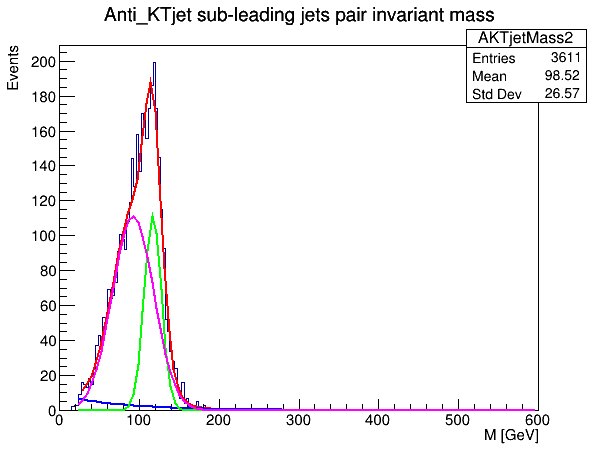 Anti_KTjet sub-leading jets pair invariant mass
AKTjetMass2
Entries 3611
Mean 98.52
Std Dev 26.57
Events
200
180
160
140
120
100
80
60
40
20
0
0 100 200 300 400 500 600
M [GeV]